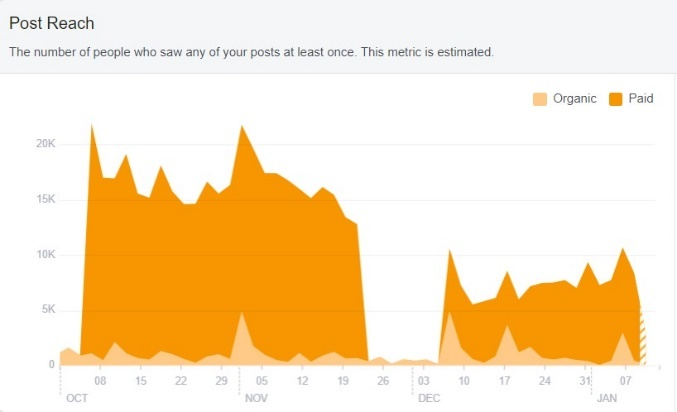 Post Reach
The number of people who saw any of your posts at least once. This metric is estimated.
Organic Paid
20K
15K
10K
5K
0
08 15 22 29 05 12 19 26 03 10 17 24 31 07
OCT NOV DEC JAN